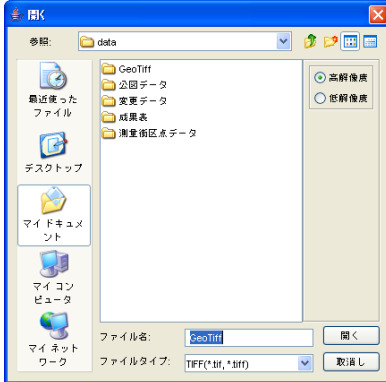 開く
参照:
data
GeoTiff
公図データ
変更データ
成果表
測量街区点データ
高解像度
低解像度
最近使った
ファイル
デスクトップ
マイ ドキュメ
ント
マイ コン
ピュータ
マイ ネット
ワーク
ファイル名:
GeoTiff
開く
ファイルタイプ:
TIFF(*.tif, *.tiff)
取消し